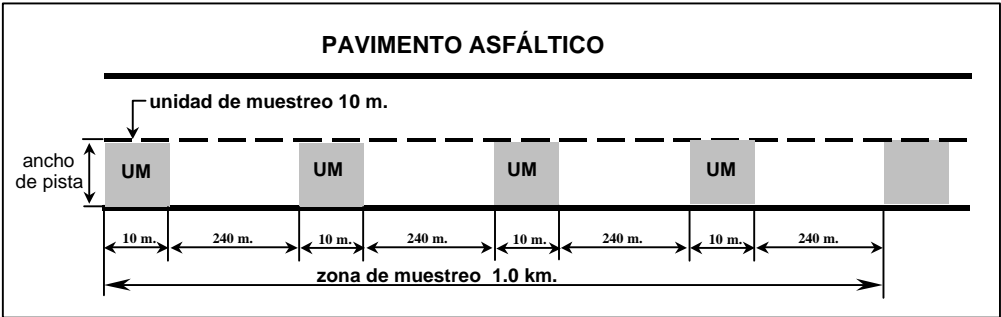 PAVIMENTO ASFÁLTICO
unidad de muestreo 10 m.
ancho
de pista
UM UM UM UM
10 m. 240 m. 10 m. 240 m. 10 m. 240 m. 10 m. 240 m.
zona de muestreo 1.0 km.